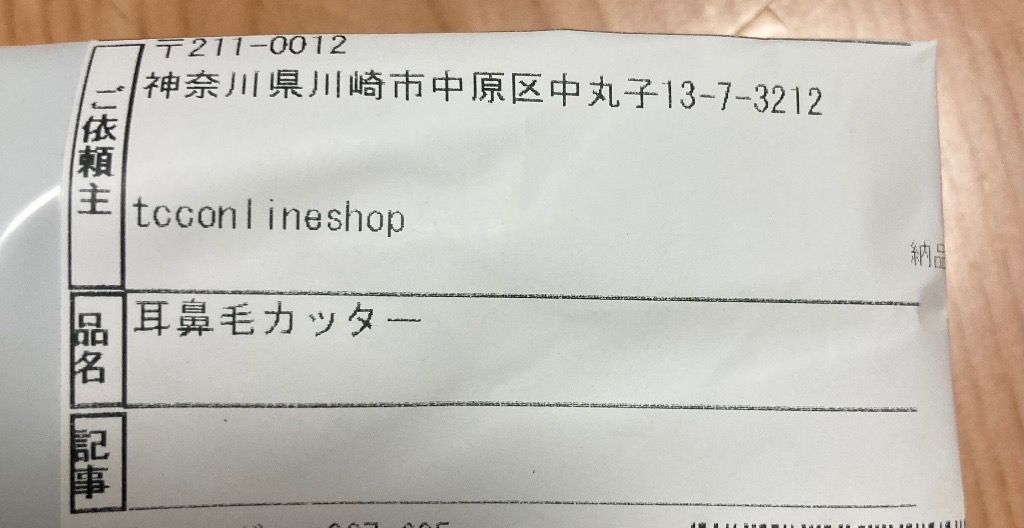 〒211-0012
神奈川県川崎市中原区中丸子13-7-3212
ご依頼主
tcconlineshop
納品
品名
耳鼻毛カッター
記事